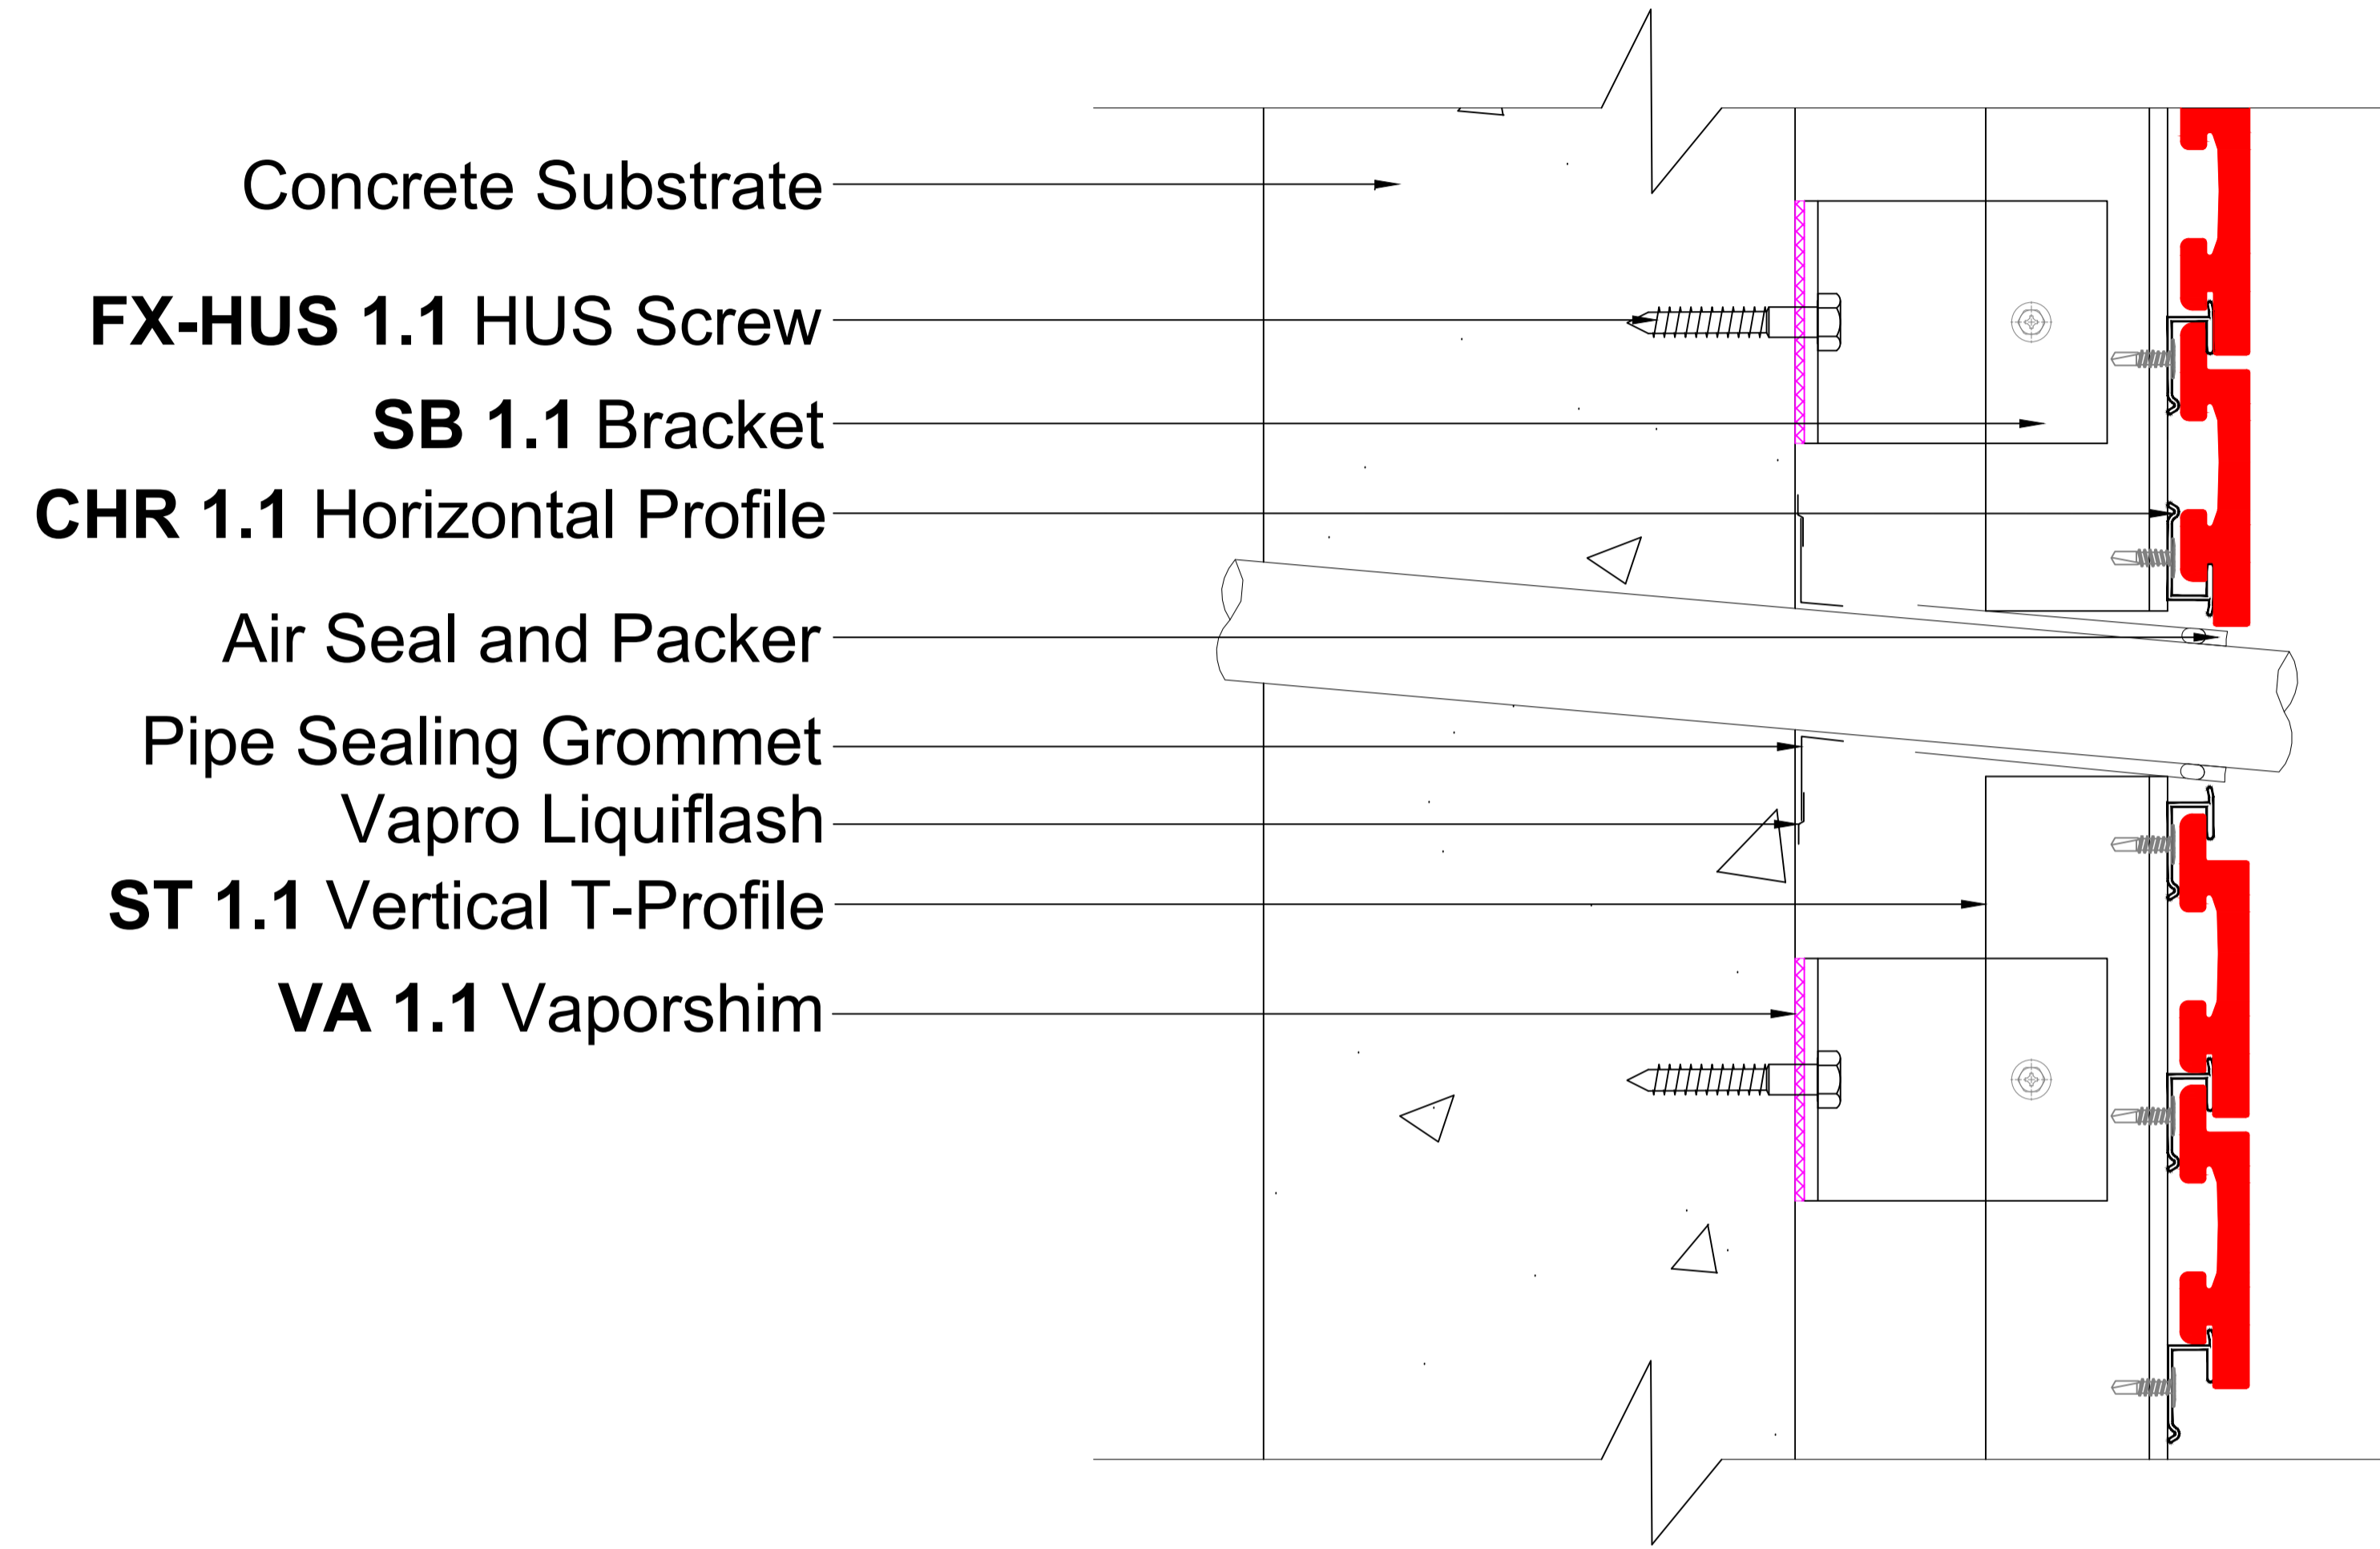 Concrete Substrate
FX-HUS 1.1 HUS Screw
SB 1.1 Bracket
CHR 1.1 Horizontal Profile
Air Seal and Packer
Pipe Sealing Grommet
Vapro Liquiflash
ST 1.1 Vertical T-Profile
VA 1.1 Vaporshim